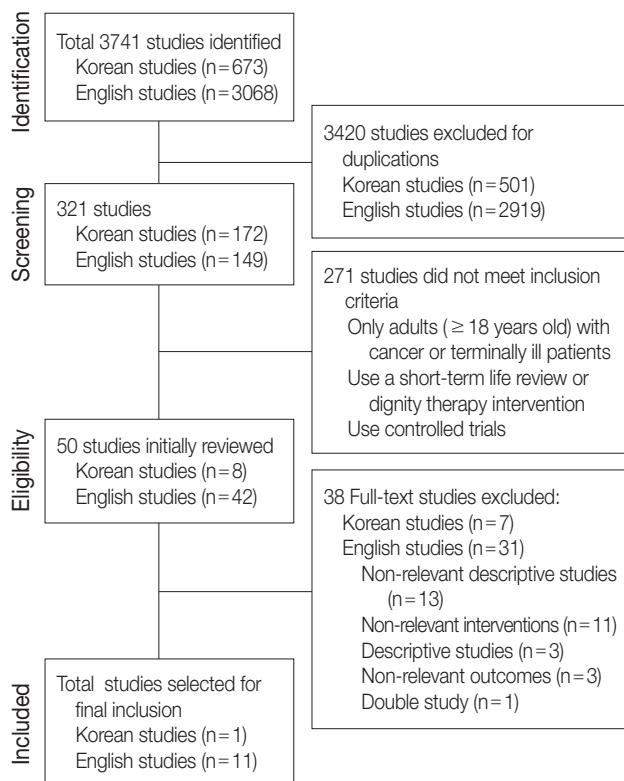 Identification
Total 3741 studies identified
Korean studies (n=673)
English studies (n=3068)
3420 studies excluded for
duplications
Korean studies (n=501)
English studies (n=2919)
Screening
321 studies
Korean studies (n=172)
English studies (n=149)
271 studies did not meet inclusion
criteria
Only adults (≥ 18 years old) with
cancer or terminally ill patients
Use a short-term life review or
dignity therapy intervention
Use controlled trials
Eligibility
50 studies initially reviewed
Korean studies (n=8)
English studies (n=42)
38 Full-text studies excluded:
Korean studies (n=7)
English studies (n=31)
Non-relevant descriptive studies
(n=13)
Non-relevant interventions (n=11)
Descriptive studies (n=3)
Non-relevant outcomes (n=3)
Double study (n=1)
Included
Total studies selected for
final inclusion
Korean studies (n=1)
English studies (n=11)